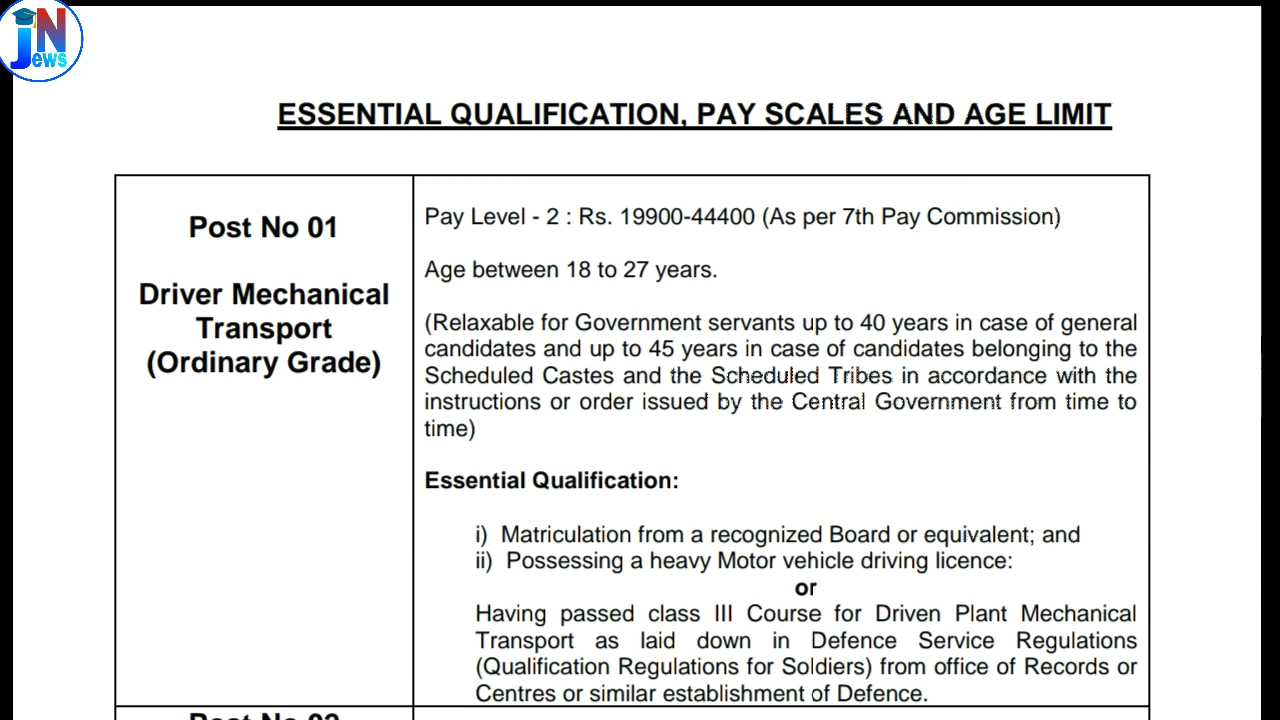 jN
ews
ESSENTIAL QUALIFICATION, PAY SCALES AND AGE LIMIT
Post No 01
Driver Mechanical
Transport
(Ordinary Grade)
Pay Level - 2 : Rs. 19900-44400 (As per 7th Pay Commission)
Age between 18 to 27 years.
(Relaxable for Government servants up to 40 years in case of general
candidates and up to 45 years in case of candidates belonging to the
Scheduled Castes and the Scheduled Tribes in accordance with the
instructions or order issued by the Central Government from time to
time)
Essential Qualification:
i) Matriculation from a recognized Board or equivalent; and
ii) Possessing a heavy Motor vehicle driving licence:
or
Having passed class III Course for Driven Plant Mechanical
Transport as laid down in Defence Service Regulations
(Qualification Regulations for Soldiers) from office of Records or
Centres or similar establishment of Defence.
Post No 02